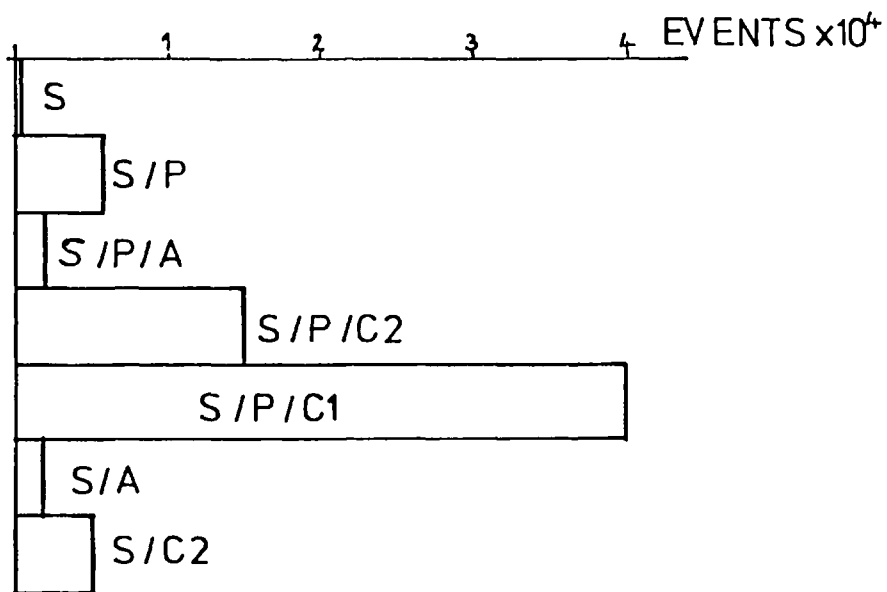 1 2 3 4 EVENTS x10⁴
S
S/P
S/P/A
S/P/C2
S/P/C1
S/A
S/C2